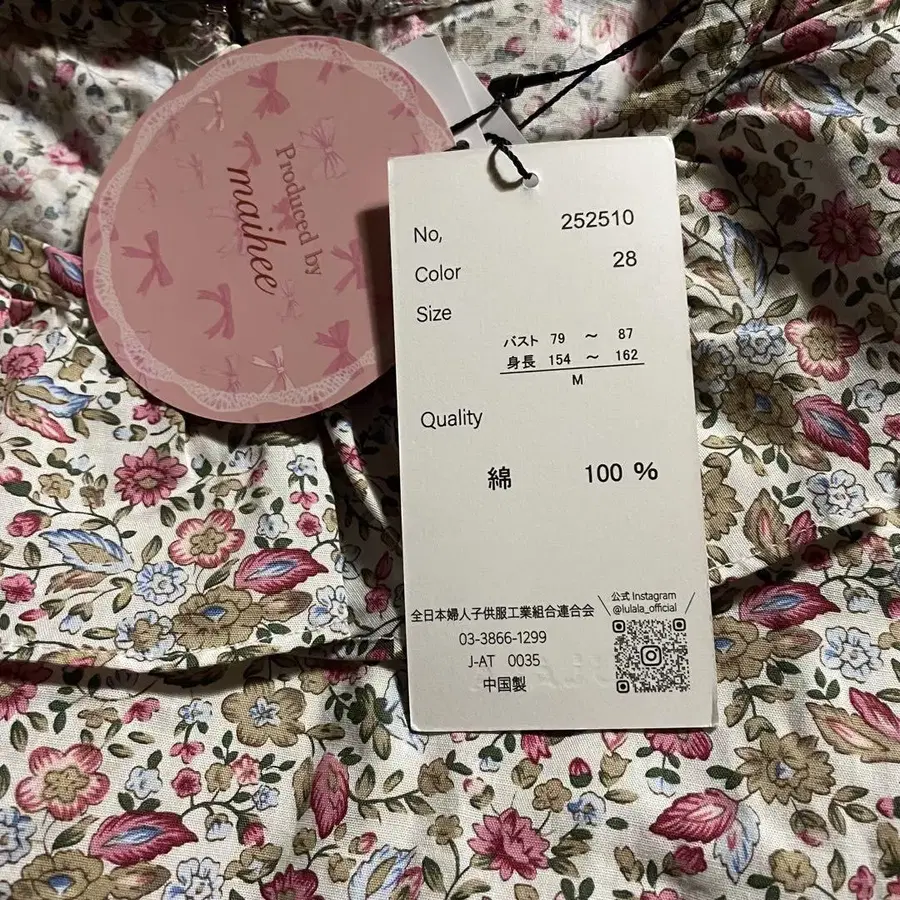 Produced by
maihee
No, 252510
Color 28
Size
バスト 79 ～ 87
身長 154 ～ 162
M
Quality
綿 100 %
公式 Instagram
@lulala_official
全日本婦人子供服工業組合連合会
03-3866-1299
J-AT 0035
中国製